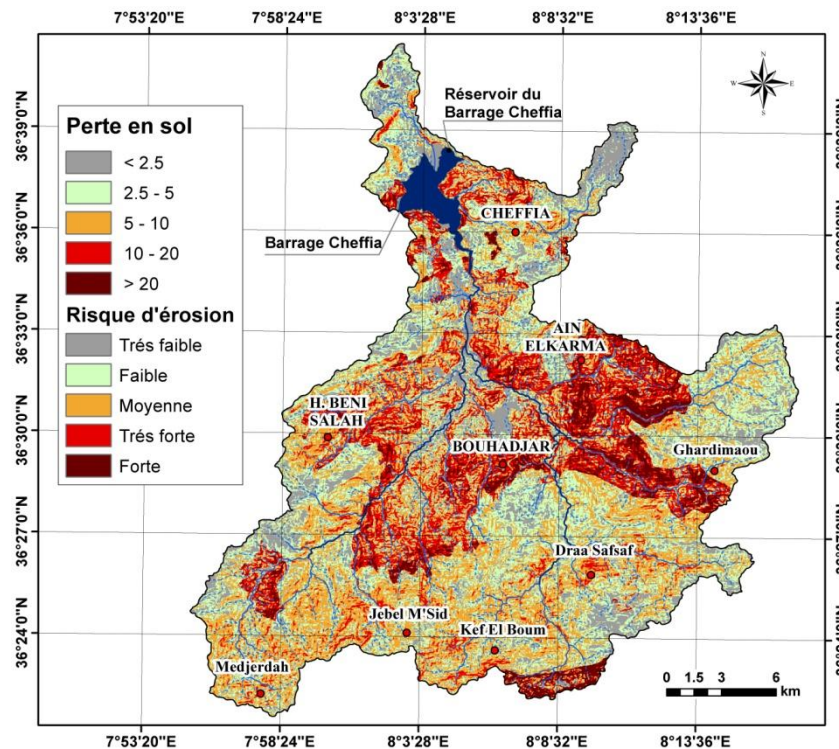 7°53'20"E
7°58'24"E
8°3'28"E
8°8'32"E
8°13'36"E
N
W
E
S
Réservoir du
Barrage Cheffia
Barrage Cheffia
Perte en sol
< 2.5
2.5 - 5
5 - 10
10 - 20
> 20
Risque d'érosion
Trés faible
Faible
Moyenne
Trés forte
Forte
36°39'0"N
36°36'0"N
36°33'0"N
36°30'0"N
36°27'0"N
36°24'0"N
CHEFFIA
AIN
ELKARMA
H. BENI
SALAH
BOUHADJAR
Ghardimaou
Draa Safsaf
Jebel M'Sid
Kef El Boum
Medjerdah
0 1.5 3 6
km
7°53'20"E
7°58'24"E
8°3'28"E
8°8'32"E
8°13'36"E